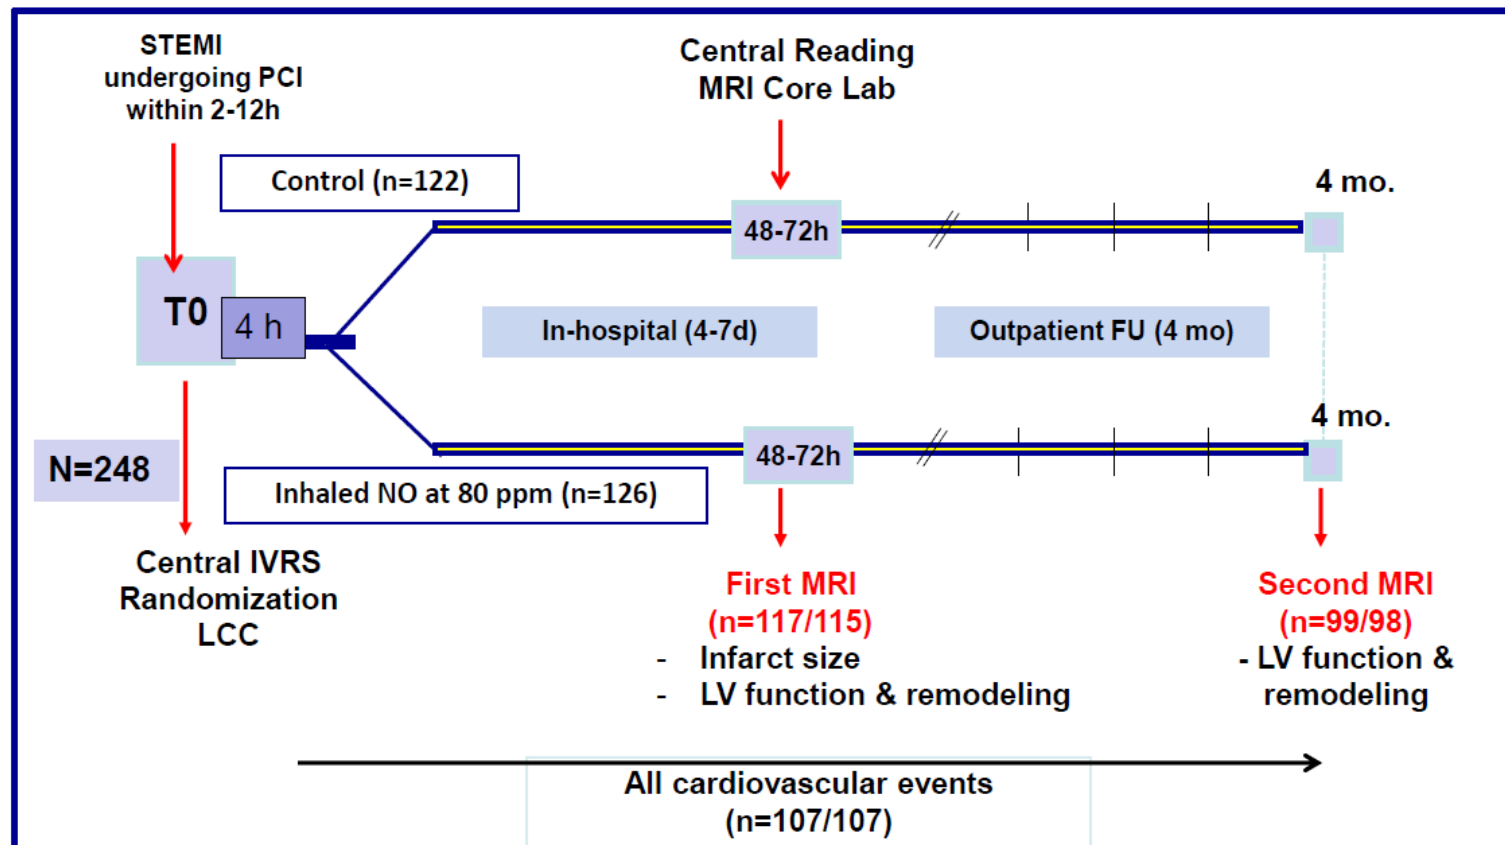 STEMI
undergoing PCI
within 2-12h
Central Reading
MRI Core Lab
Control (n=122)
4 mo.
48-72h
T0
4 h
In-hospital (4-7d)
Outpatient FU (4 mo)
4 mo.
48-72h
N=248
Inhaled NO at 80 ppm (n=126)
Central IVRS
Randomization
LCC
First MRI
(n=117/115)
- Infarct size
- LV function & remodeling
Second MRI
(n=99/98)
- LV function &
remodeling
All cardiovascular events
(n=107/107)